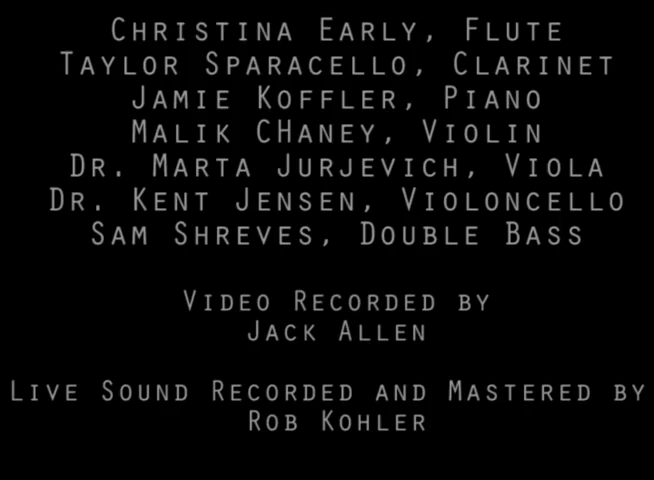 Christina Early, Flute
Taylor Sparacello, Clarinet
Jamie Koffler, Piano
Malik CHaney, Violin
Dr. Marta Jurjevich, Viola
Dr. Kent Jensen, Violoncello
Sam Shreves, Double Bass
Video Recorded by
Jack Allen
Live Sound Recorded and Mastered by
Rob Kohler